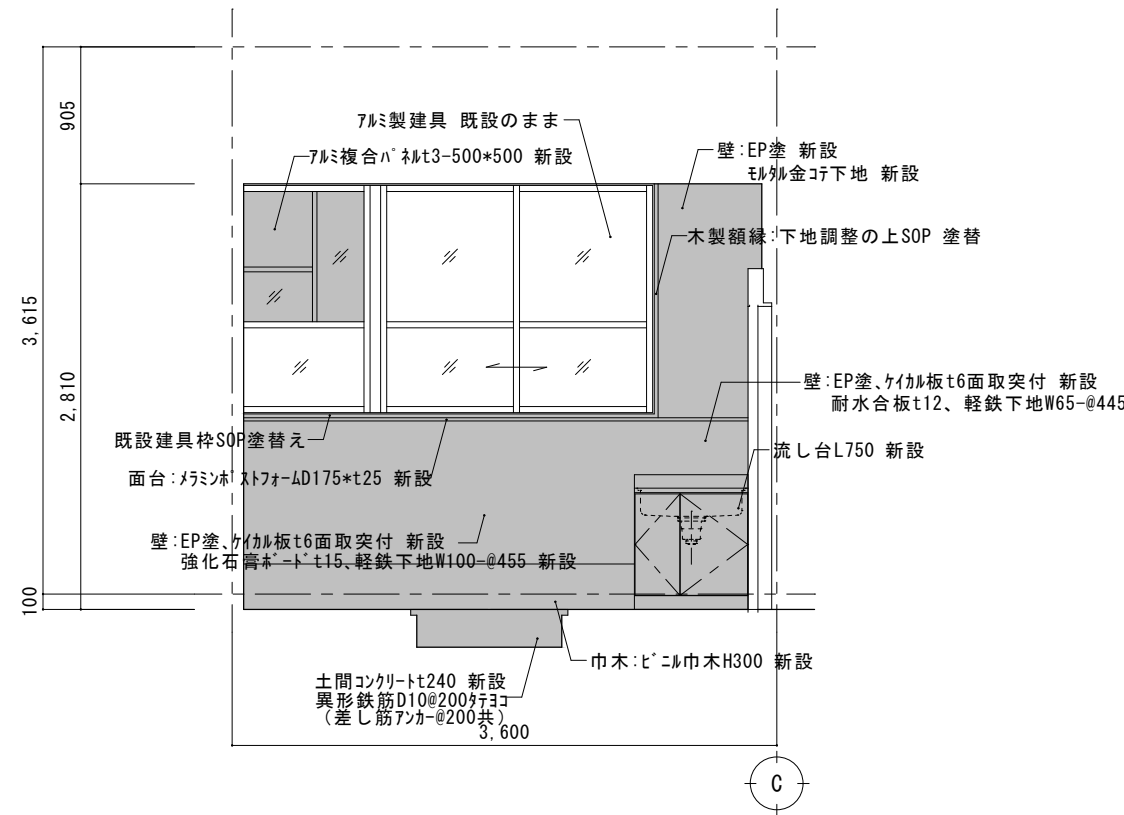 905
3,615
2,810
100
ｱﾙﾐ製建具 既設のまま
ｱﾙﾐ複合ﾊﾟﾈﾙt3-500*500 新設
壁:EP塗 新設
ﾓﾙﾀﾙ金ｺﾃ下地 新設
木製額縁:下地調整の上SOP 塗替
壁:EP塗､ｹｲｶﾙ板t6面取突付 新設
耐水合板t12、軽鉄下地W65-@445
既設建具枠SOP塗替え
流し台L750 新設
面台:ﾒﾗﾐﾝﾎﾟｽﾄﾌｫｰﾑD175*t25 新設
壁:EP塗､ｹｲｶﾙ板t6面取突付 新設
強化石膏ﾎﾞｰﾄﾞt15､軽鉄下地W100-@455 新設
巾木:ﾋﾞﾆﾙ巾木H300 新設
土間ｺﾝｸﾘｰﾄt240 新設
異形鉄筋D10@200ﾀﾃﾖｺ
(差し筋ｱﾝｶｰ@200共)
3,600
C